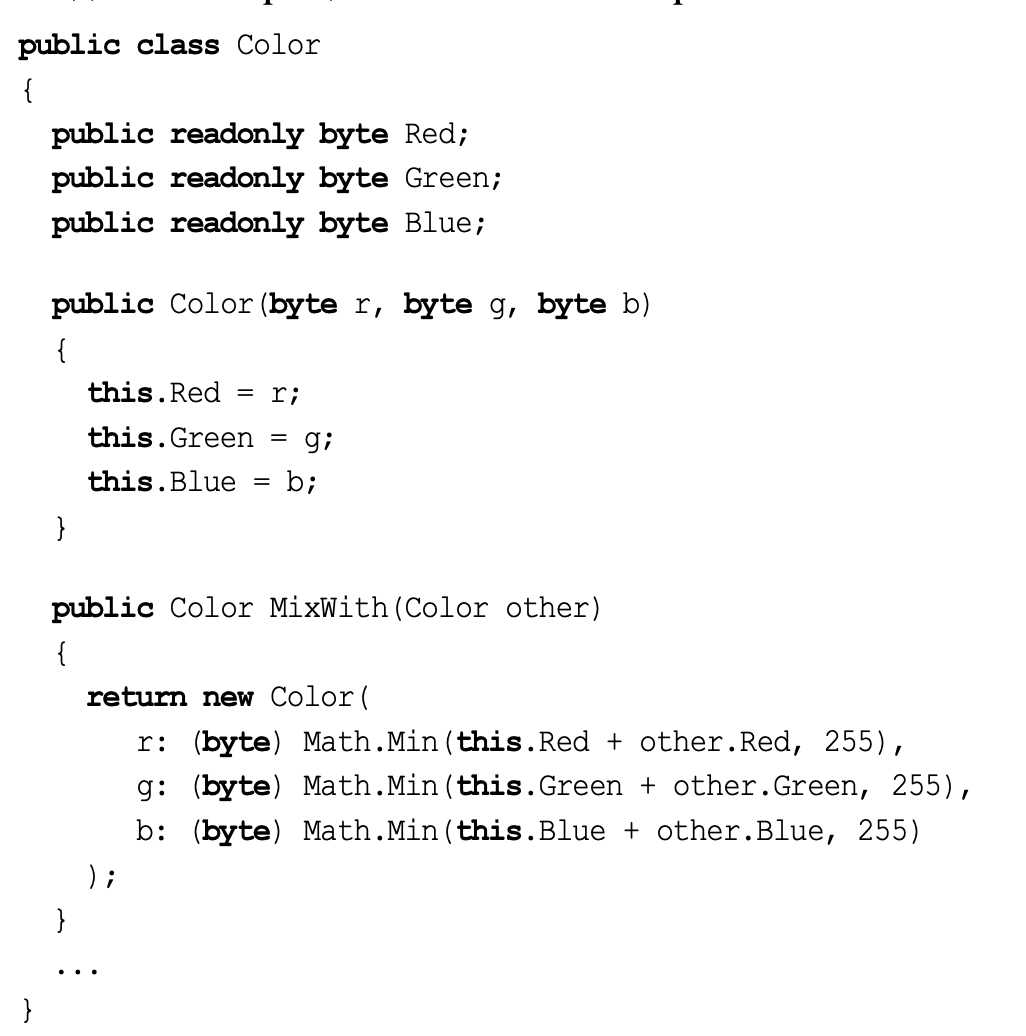 public class Color
{
public readonly byte Red;
public readonly byte Green;
public readonly byte Blue;
public Color(byte r, byte g, byte b)
{
this.Red = r;
this.Green = g;
this.Blue = b;
}
public Color MixWith(Color other)
{
return new Color(
r: (byte) Math.Min(this.Red + other.Red, 255),
g: (byte) Math.Min(this.Green + other.Green, 255),
b: (byte) Math.Min(this.Blue + other.Blue, 255)
);
}
...
}